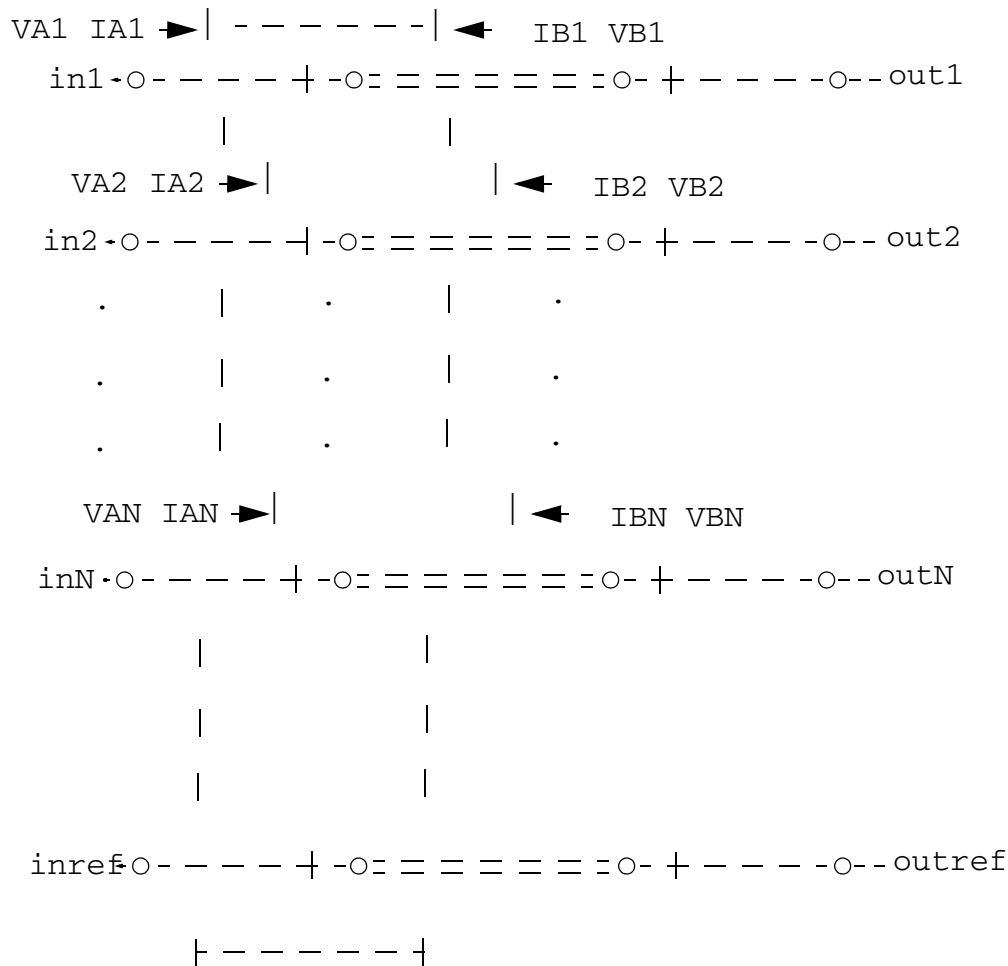 VA1 IA1 IB1 VB1
in1 out1
VA2 IA2 IB2 VB2
in2 out2
VAN IAN IBN VBN
inN outN
inref outref